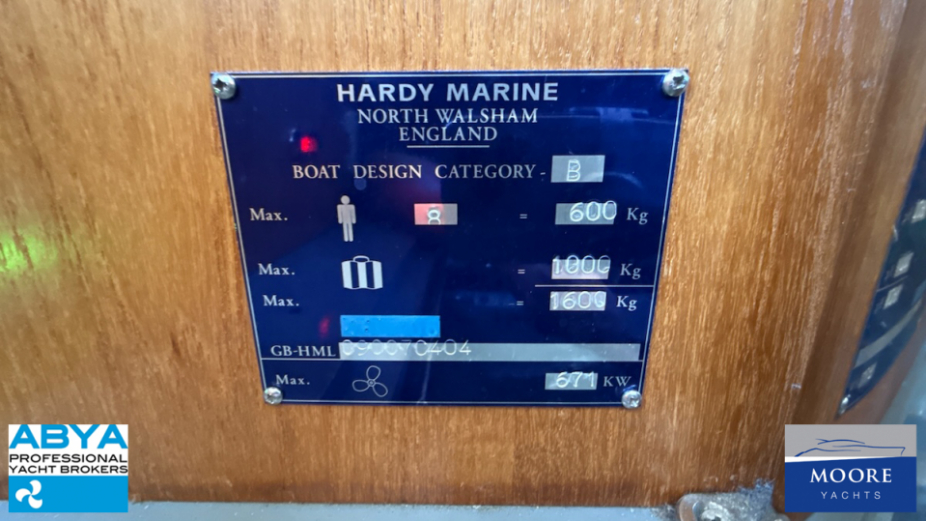 HARDY MARINE
NORTH WALSHAM
ENGLAND
BOAT DESIGN CATEGORY - B
Max. 8 = 600 Kg
Max. = 1000 Kg
Max. = 1600 Kg
GB-HML 090070404
Max. 671 KW
ABYA
PROFESSIONAL
YACHT BROKERS
MOORE
YACHTS